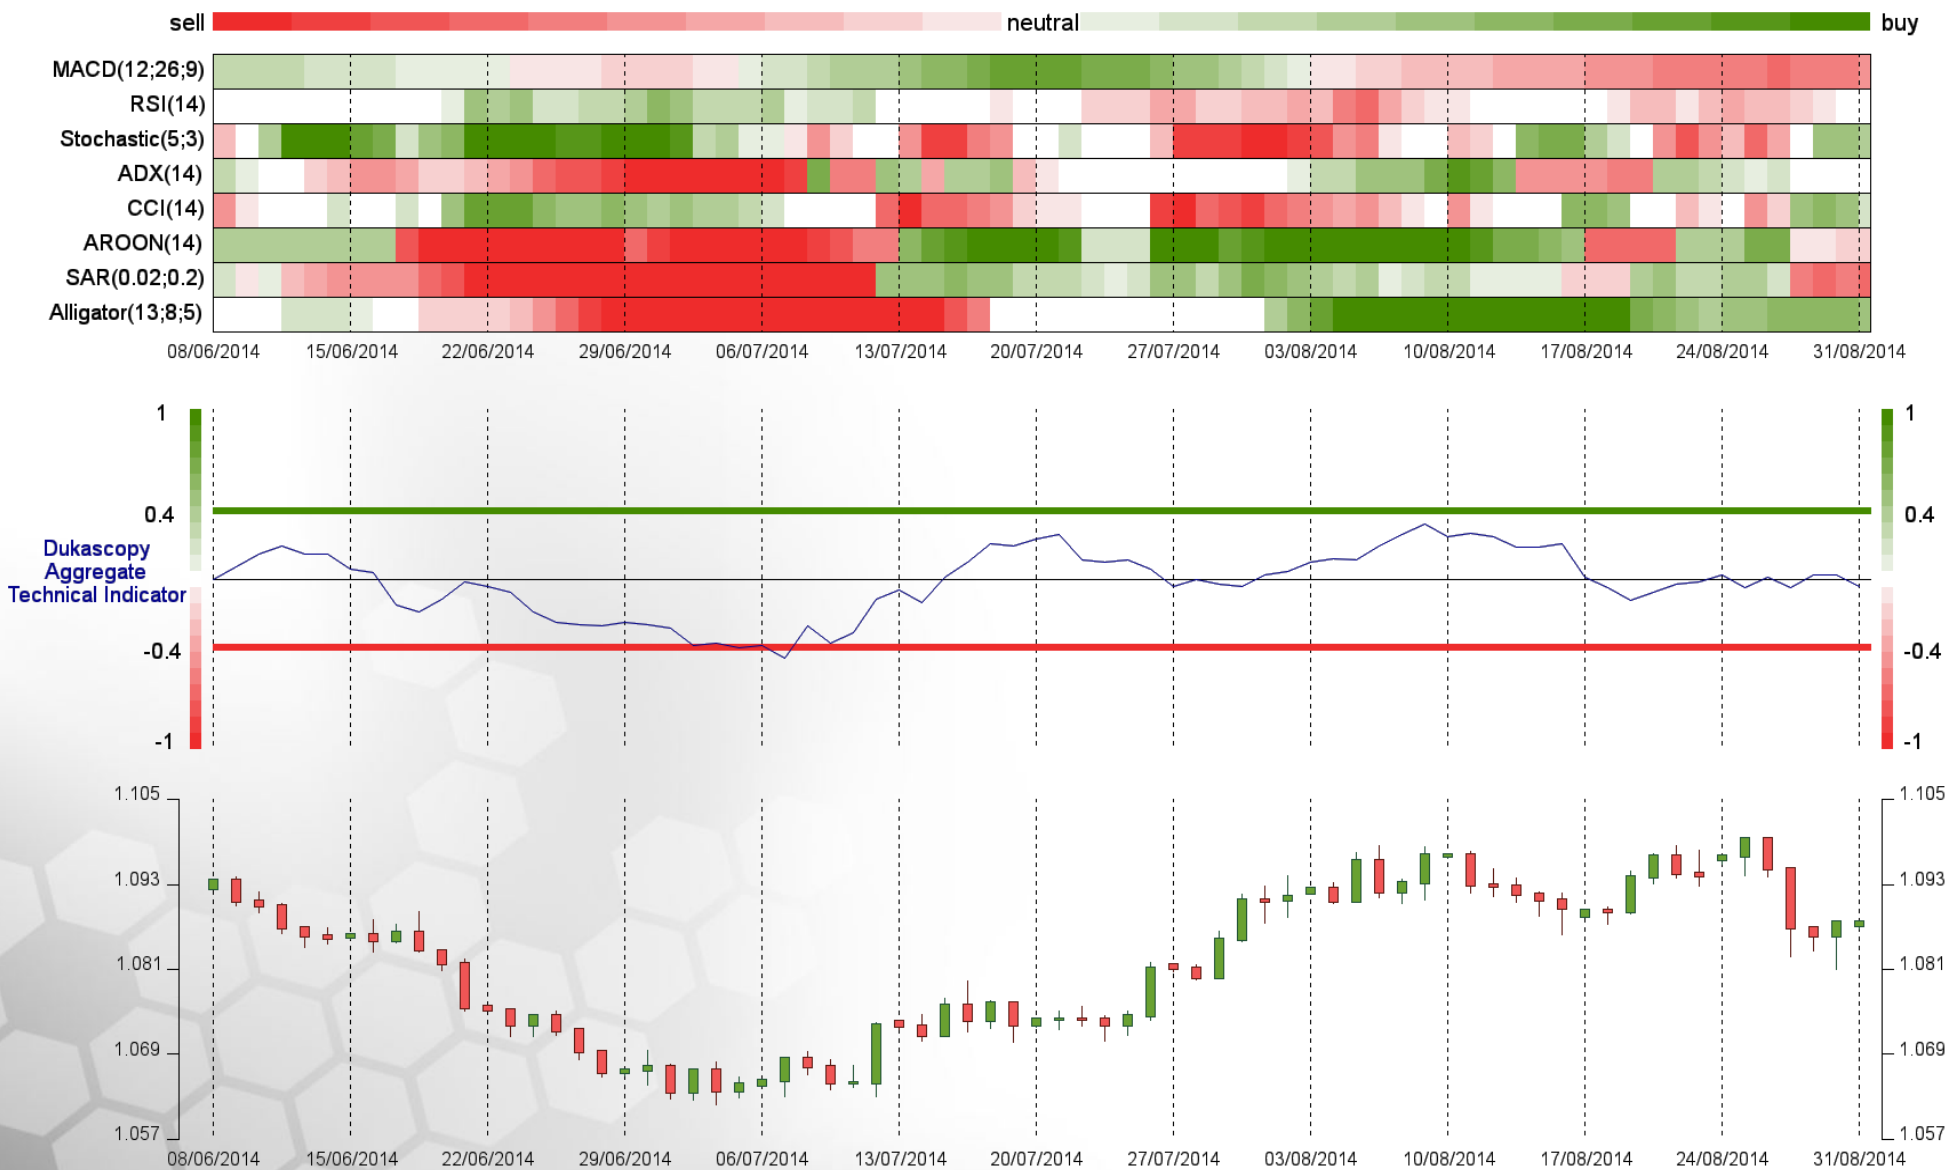 sell neutral buy
MACD(12;26;9)
RSI(14)
Stochastic(5;3)
ADX(14)
CCI(14)
AROON(14)
SAR(0.02;0.2)
Alligator(13;8;5)
08/06/2014 15/06/2014 22/06/2014 29/06/2014 06/07/2014 13/07/2014 20/07/2014 27/07/2014 03/08/2014 10/08/2014 17/08/2014 24/08/2014 31/08/2014
1 1
0.4 0.4
Dukascopy
Aggregate
Technical Indicator
-0.4 -0.4
-1 -1
1.105 1.105
1.093 1.093
1.081 1.081
1.069 1.069
1.057 1.057
08/06/2014 15/06/2014 22/06/2014 29/06/2014 06/07/2014 13/07/2014 20/07/2014 27/07/2014 03/08/2014 10/08/2014 17/08/2014 24/08/2014 31/08/2014